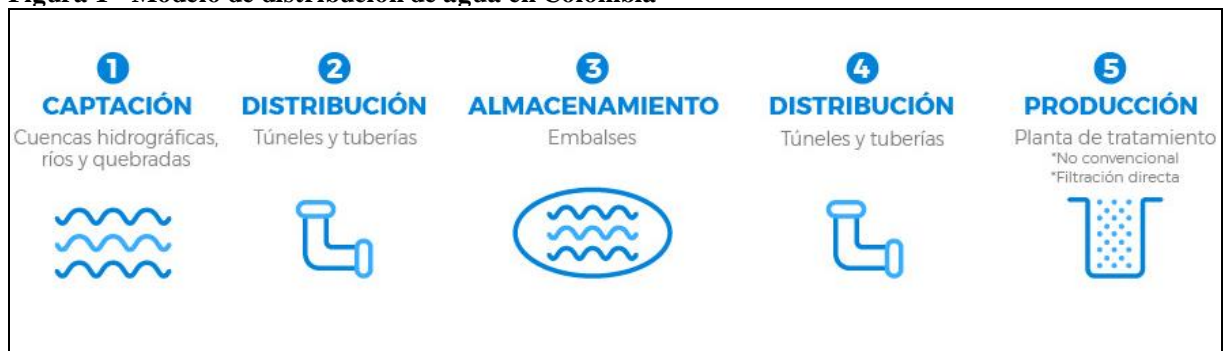 Figura 1 - Modelo de distribución de agua en Colombia
1
CAPTACIÓN
Cuencas hidrográficas,
ríos y quebradas
2
DISTRIBUCIÓN
Túneles y tuberías
3
ALMACENAMIENTO
Embalses
4
DISTRIBUCIÓN
Túneles y tuberías
5
PRODUCCIÓN
Planta de tratamiento
*No convencional
*Filtración directa